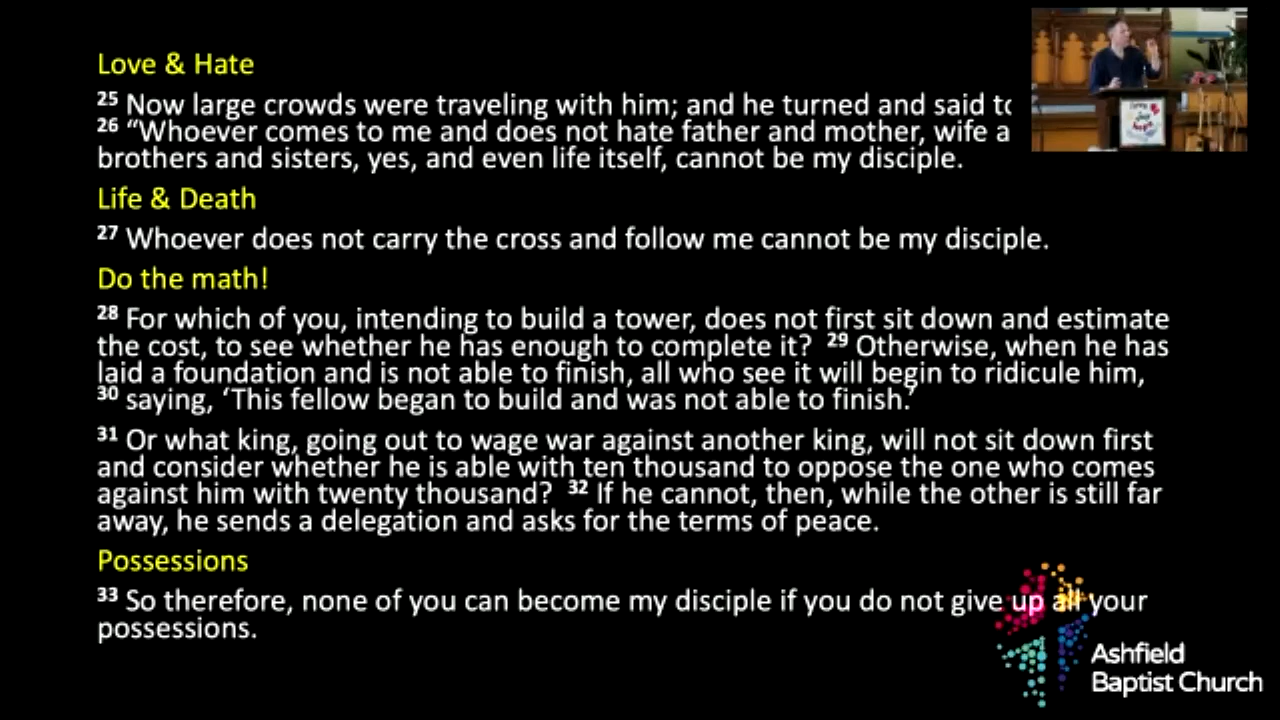 Love & Hate
25 Now large crowds were traveling with him; and he turned and said
26 “Whoever comes to me and does not hate father and mother, wife
brothers and sisters, yes, and even life itself, cannot be my disciple.
Life & Death
27 Whoever does not carry the cross and follow me cannot be my disciple.
Do the math!
28 For which of you, intending to build a tower, does not first sit down and estimate
the cost, to see whether he has enough to complete it? 29 Otherwise, when he has
laid a foundation and is not able to finish, all who see it will begin to ridicule him,
30 saying, ‘This fellow began to build and was not able to finish.’
31 Or what king, going out to wage war against another king, will not sit down first
and consider whether he is able with ten thousand to oppose the one who comes
against him with twenty thousand? 32 If he cannot, then, while the other is still far
away, he sends a delegation and asks for the terms of peace.
Possessions
33 So therefore, none of you can become my disciple if you do not give up all your
possessions.
Ashfield
Baptist Church